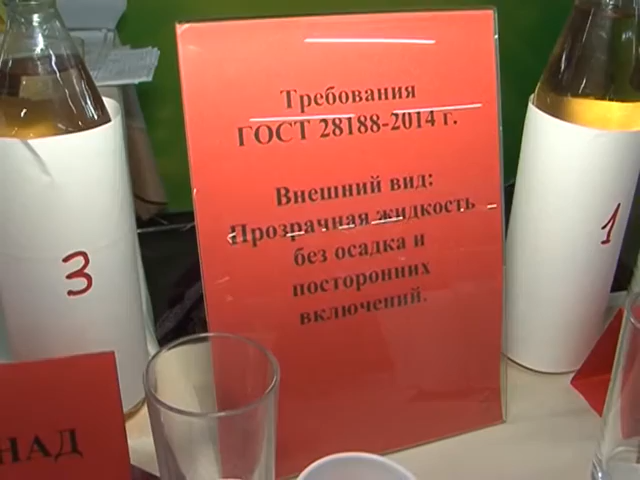 Требования
ГОСТ 28188-2014 г.
Внешний вид:
Прозрачная жидкость
без осадка и
посторонних
включений.
3
1
НАД